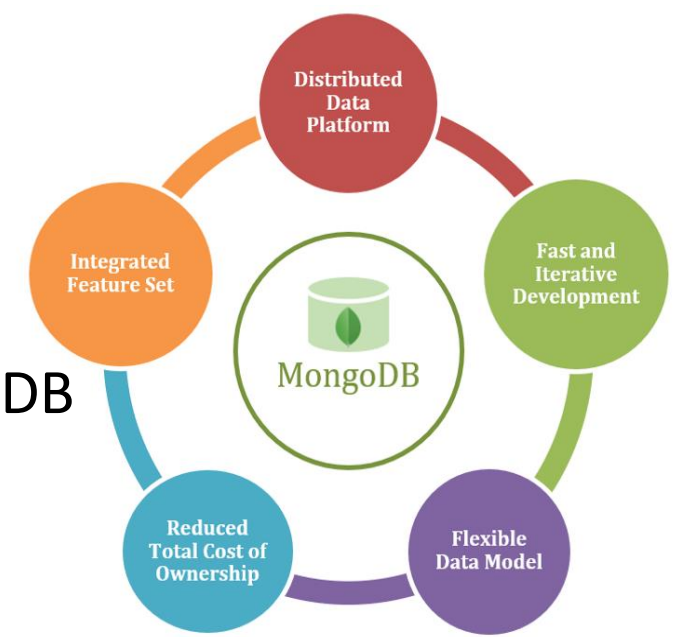 Distributed
Data
Platform
Fast and
Iterative
Development
Integrated
Feature Set
MongoDB
DB
Reduced
Total Cost of
Ownership
Flexible
Data Model